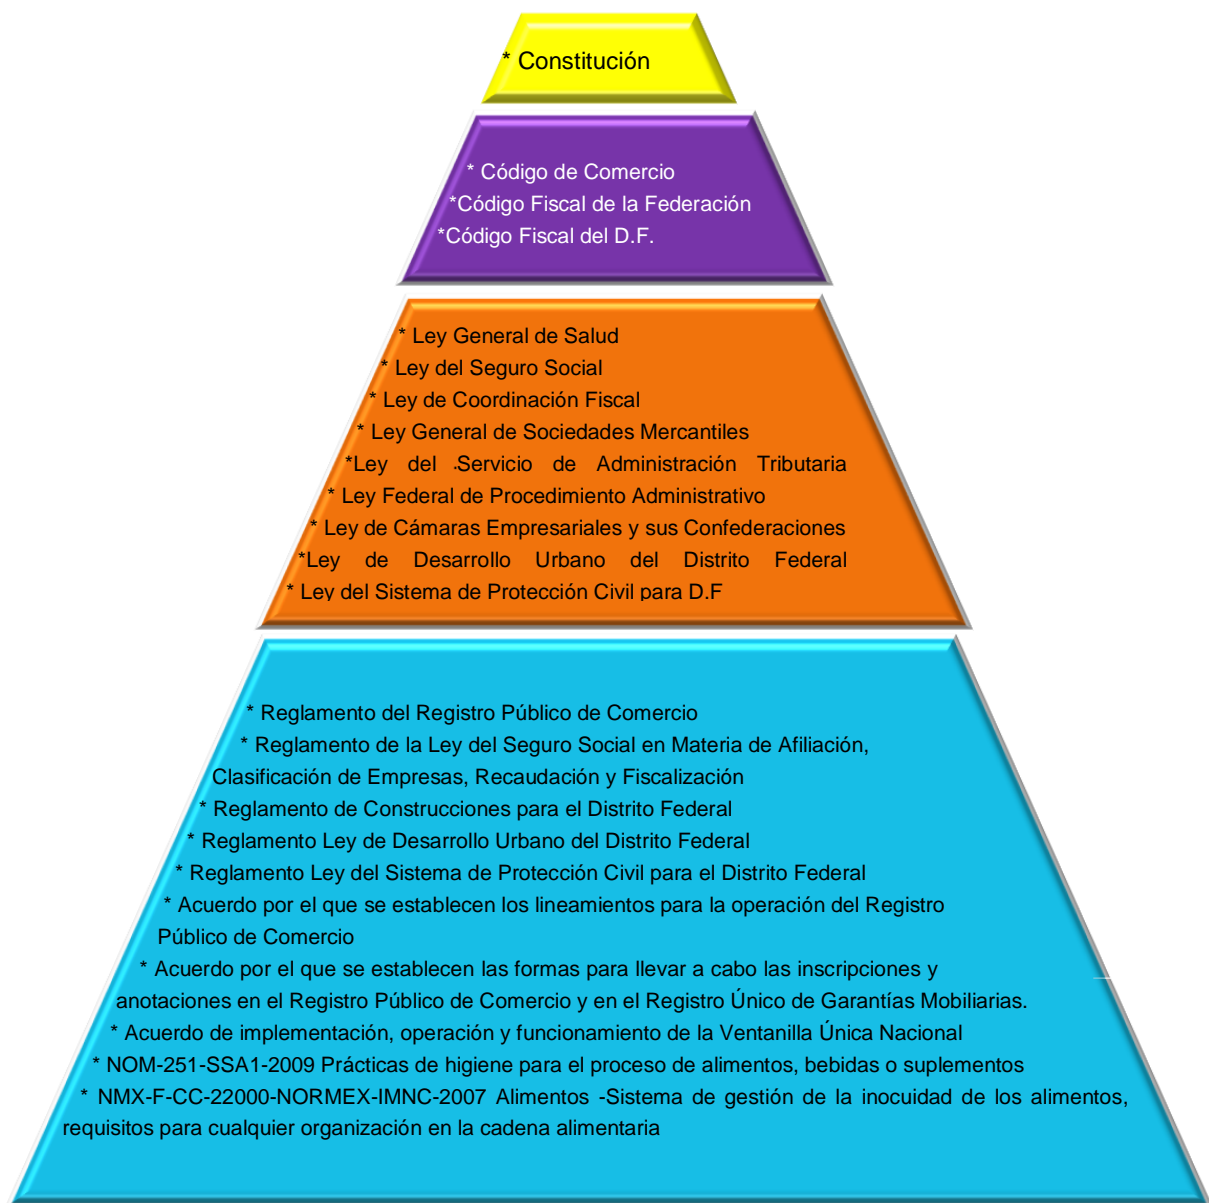 * Constitución
* Código de Comercio
*Código Fiscal de la Federación
*Código Fiscal del D.F.
* Ley General de Salud
* Ley del Seguro Social
* Ley de Coordinación Fiscal
* Ley General de Sociedades Mercantiles
*Ley del Servicio de Administración Tributaria
* Ley Federal de Procedimiento Administrativo
* Ley de Cámaras Empresariales y sus Confederaciones
*Ley de Desarrollo Urbano del Distrito Federal
* Ley del Sistema de Protección Civil para D.F
* Reglamento del Registro Público de Comercio
* Reglamento de la Ley del Seguro Social en Materia de Afiliación,
Clasificación de Empresas, Recaudación y Fiscalización
* Reglamento de Construcciones para el Distrito Federal
* Reglamento Ley de Desarrollo Urbano del Distrito Federal
* Reglamento Ley del Sistema de Protección Civil para el Distrito Federal
* Acuerdo por el que se establecen los lineamientos para la operación del Registro
Público de Comercio
* Acuerdo por el que se establecen las formas para llevar a cabo las inscripciones y
anotaciones en el Registro Público de Comercio y en el Registro Único de Garantías Mobiliarias.
* Acuerdo de implementación, operación y funcionamiento de la Ventanilla Única Nacional
* NOM-251-SSA1-2009 Prácticas de higiene para el proceso de alimentos, bebidas o suplementos
* NMX-F-CC-22000-NORMEX-IMNC-2007 Alimentos -Sistema de gestión de la inocuidad de los alimentos,
requisitos para cualquier organización en la cadena alimentaria